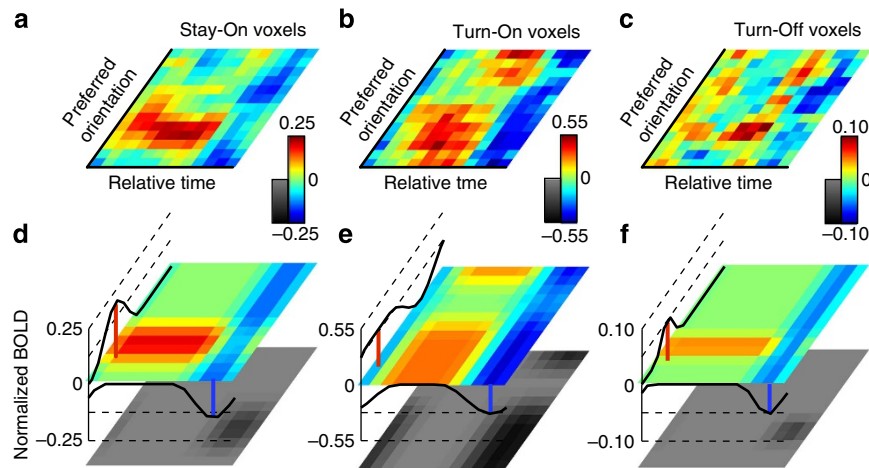 a
Stay-On voxels
b
Turn-On voxels
c
Turn-Off voxels
Preferred
orientation
Preferred
orientation
Preferred
orientation
0.25
0
−0.25
0.55
0
−0.55
0.10
0
−0.10
Relative time
Relative tme
Relative time
d
e
f
Normalized BOLD
0.25
0
−0.25
0.55
0
−0.55
0.10
0
−0.10